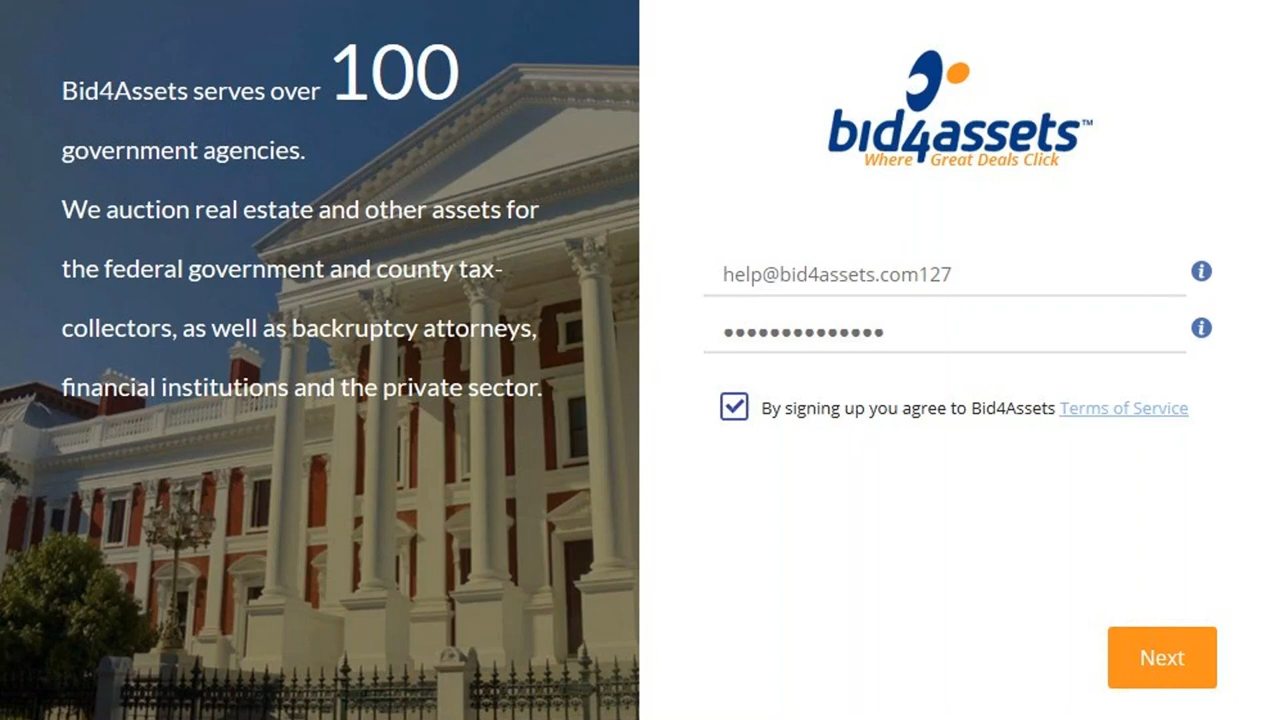 Bid4Assets serves over 100
government agencies.
We auction real estate and other assets for
the federal government and county tax-
collectors, as well as backruptcy attorneys,
financial institutions and the private sector.
bid4assets™
Where Great Deals Click
help@bid4assets.com127
••••••••••••••
By signing up you agree to Bid4Assets Terms of Service
Next